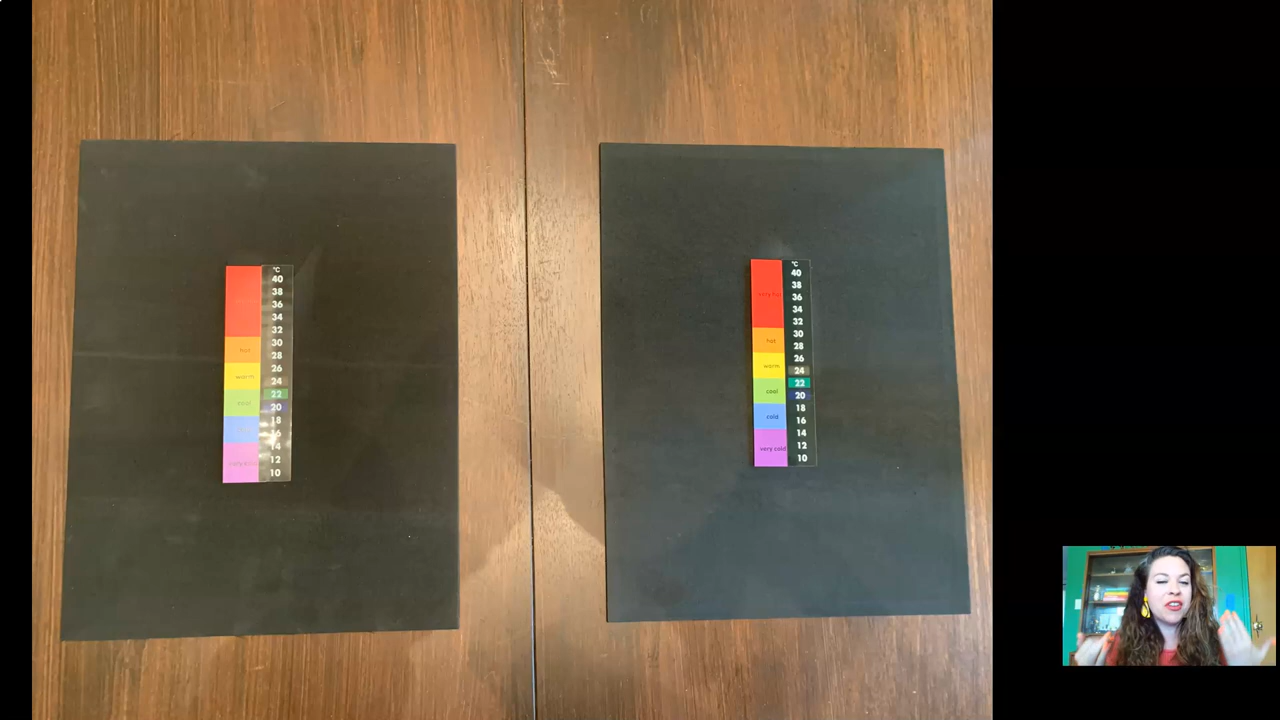 °C
40
38
36
34
32
hot 30
28
warm 26
24
22
cool 20
18
16
14
very cold 12
10
°C
40
38
very hot 36
34
32
hot 30
28
warm 26
24
22
cool 20
18
cold 16
14
very cold 12
10